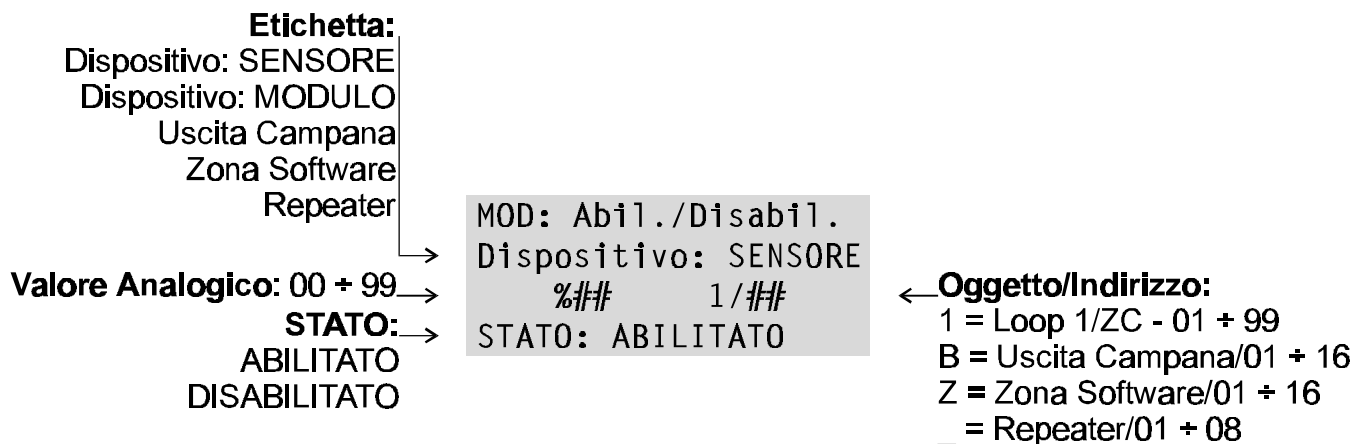 Etichetta:
Dispositivo: SENSORE
Dispositivo: MODULO
Uscita Campana
Zona Software
Repeater
Valore Analogico: 00 ÷ 99
STATO:
ABILITATO
DISABILITATO
MOD: Abil./Disabil.
Dispositivo: SENSORE
%## 1/##
STATO: ABILITATO
Oggetto/Indirizzo:
1 = Loop 1/ZC - 01 ÷ 99
B = Uscita Campana/01 ÷ 16
Z = Zona Software/01 ÷ 16
_ = Repeater/01 ÷ 08